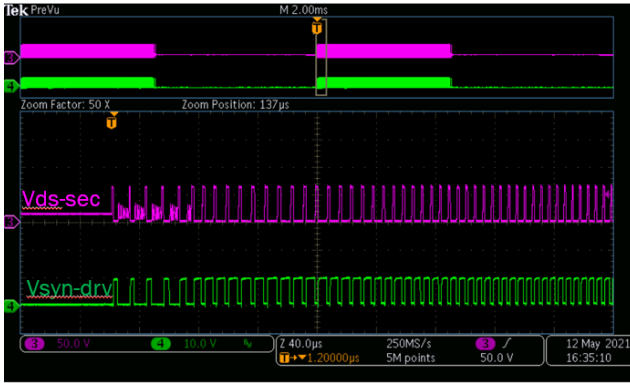 Tek PreVu M 2.00ms
T
3
4
Zoom Factor: 50 X Zoom Position: 137µs
T
Vds-sec
3
Vsyn-drv
4
3 50.0 V 4 10.0 V Z 40.0µs 250MS/s 3 12 May 2021
T→▼1.20000µs 5M points 50.0 V 16:35:10